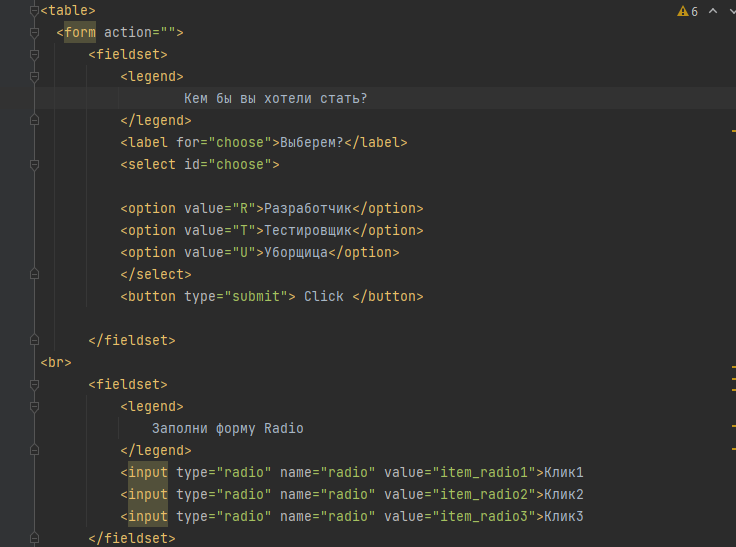 <table>
<form action="">
<fieldset>
<legend>
Кем бы вы хотели стать?
</legend>
<label for="choose">Выберем?</label>
<select id="choose">
<option value="R">Разработчик</option>
<option value="T">Тестировщик</option>
<option value="U">Уборщица</option>
</select>
<button type="submit"> Click </button>
</fieldset>
<br>
<fieldset>
<legend>
Заполни форму Radio
</legend>
<input type="radio" name="radio" value="item_radio1">Клик1
<input type="radio" name="radio" value="item_radio2">Клик2
<input type="radio" name="radio" value="item_radio3">Клик3
</fieldset>
6